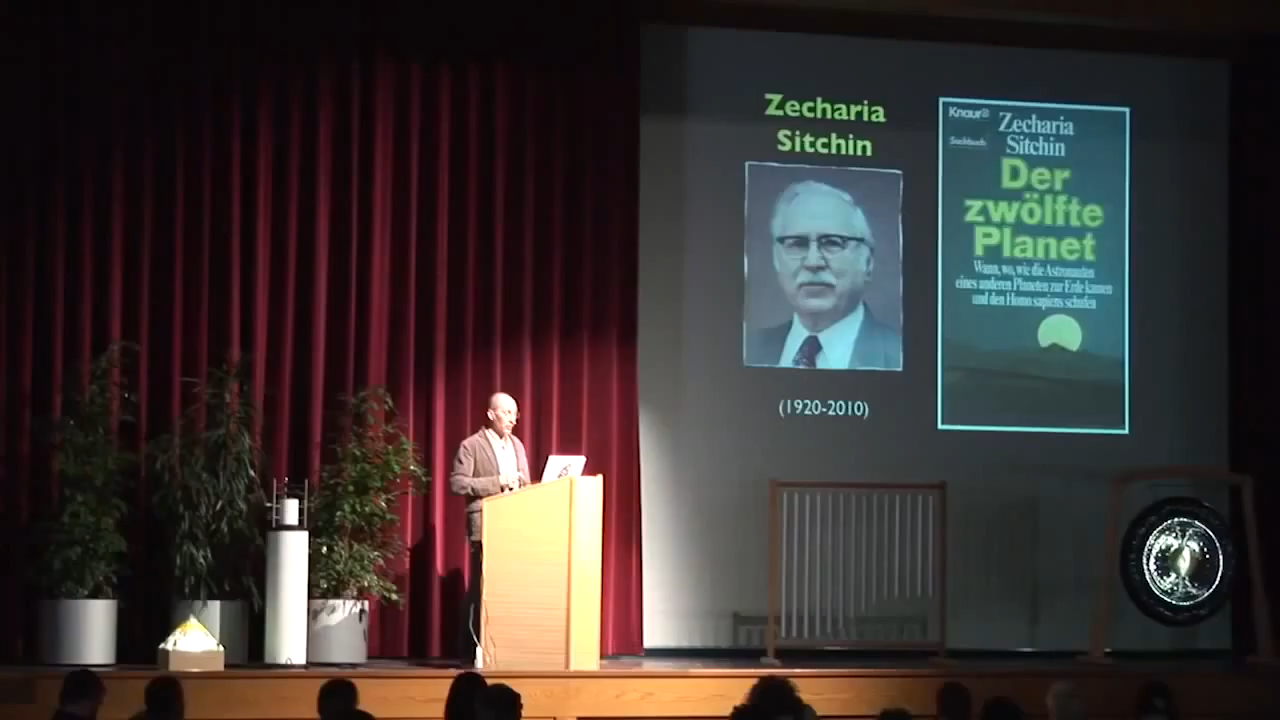 Zecharia
Sitchin
(1920-2010)
Knaur
Sachbuch
Zecharia
Sitchin
Der
zwölfte
Planet
Wann, wo, wie die Astronauten
eines anderen Planeten zur Erde kamen
und den Homo sapiens schufen